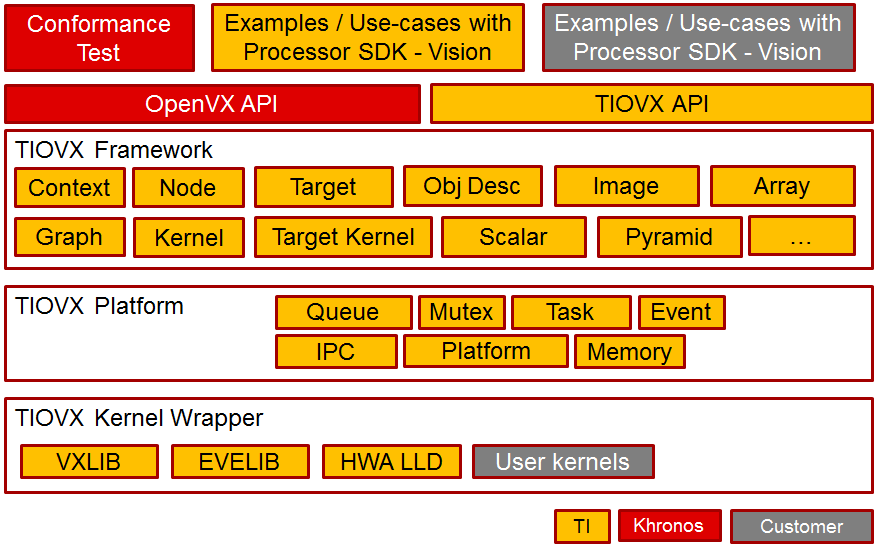 Conformance
Test
Examples / Use-cases with
Processor SDK - Vision
Examples / Use-cases with
Processor SDK - Vision
OpenVX API
TIOVX API
TIOVX Framework
Context
Node
Target
Obj Desc
Image
Array
Graph
Kernel
Target Kernel
Scalar
Pyramid
...
TIOVX Platform
Queue
Mutex
Task
Event
IPC
Platform
Memory
TIOVX Kernel Wrapper
VXLIB
EVELIB
HWA LLD
User kernels
TI
Khronos
Customer